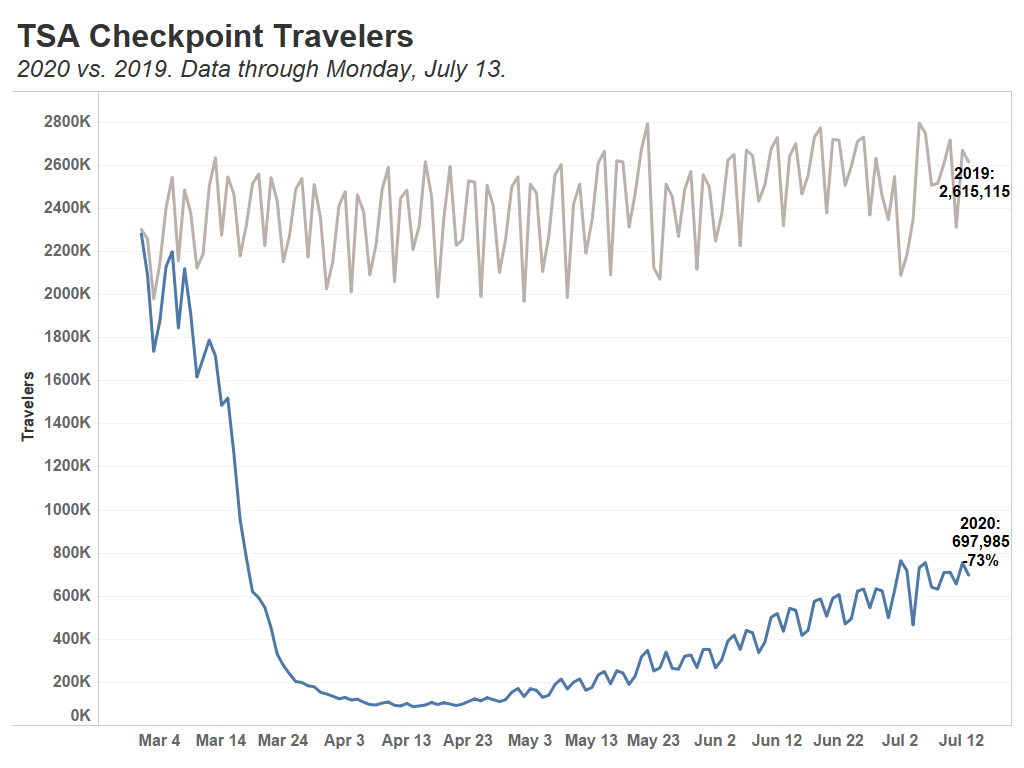 TSA Checkpoint Travelers
2020 vs. 2019. Data through Monday, July 13.
2800K
2600K
2400K
2200K
2000K
1800K
1600K
1400K
1200K
1000K
800K
600K
400K
200K
0K
Travelers
2019:
2,615,115
2020:
697,985
-73%
Mar 4 Mar 14 Mar 24 Apr 3 Apr 13 Apr 23 May 3 May 13 May 23 Jun 2 Jun 12 Jun 22 Jul 2 Jul 12